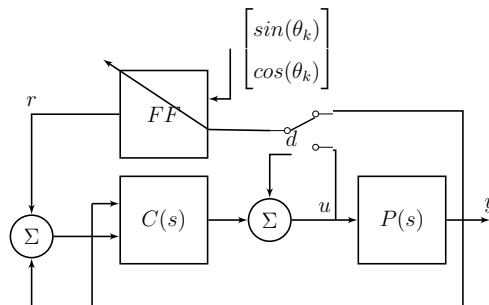 sin(θ_k)
cos(θ_k)
r
FF
d
C(s)
Σ
Σ
u
P(s)
y